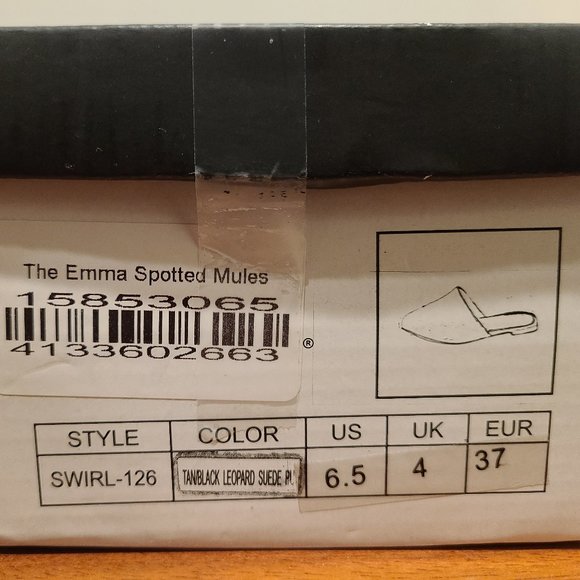 The Emma Spotted Mules
15853065
4133602663 ®
STYLE COLOR US UK EUR
SWIRL-126 TAN/BLACK LEOPARD SUEDE PU 6.5 4 37